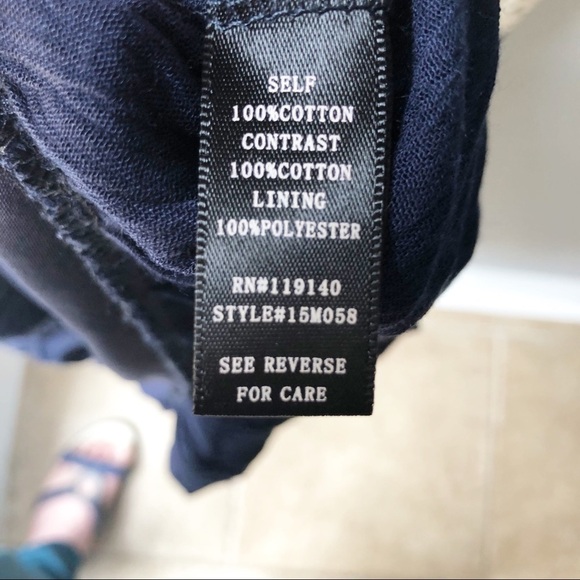 SELF
100%COTTON
CONTRAST
100%COTTON
LINING
100%POLYESTER
RN#119140
STYLE#15M058
SEE REVERSE
FOR CARE